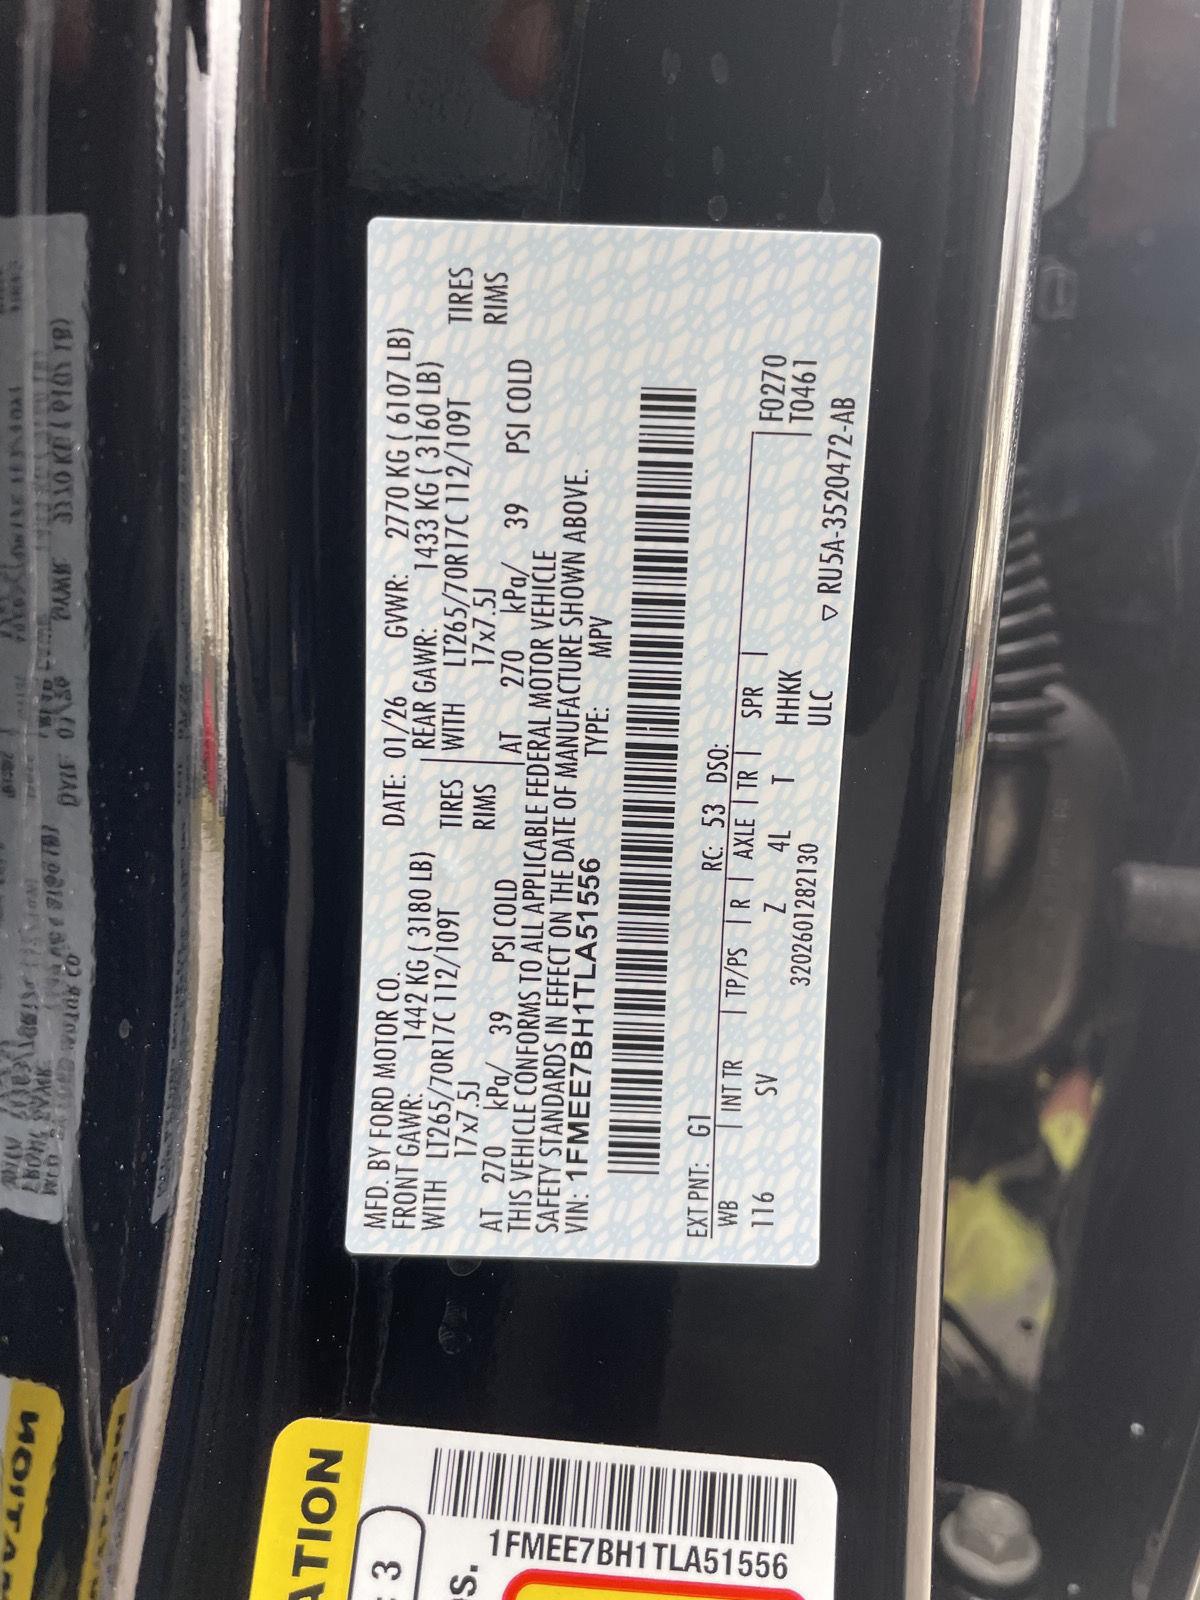 MFD. BY FORD MOTOR CO.
DATE: 01/26 GVWR: 2770 KG ( 6107 LB)
FRONT GAWR: 1442 KG ( 3180 LB)
WITH LT265/70R17C 112/109T TIRES
17x7.5J RIMS
AT 270 kPa/ 39 PSI COLD
REAR GAWR: 1433 KG ( 3160 LB)
WITH LT265/70R17C 112/109T TIRES
17x7.5J RIMS
AT 270 kPa/ 39 PSI COLD
THIS VEHICLE CONFORMS TO ALL APPLICABLE FEDERAL MOTOR VEHICLE
SAFETY STANDARDS IN EFFECT ON THE DATE OF MANUFACTURE SHOWN ABOVE.
VIN: 1FMEE7BH1TLA51556 TYPE: MPV
EXT PNT: G1 RC: 53 DSO:
WB INT TR TP/PS R AXLE TR SPR F0270
116 SV Z 4L T HHKK T0461
3202601282130 ULC
▽ RU5A-3520472-AB
ATION
3
os.
1FMEE7BH1TLA51556